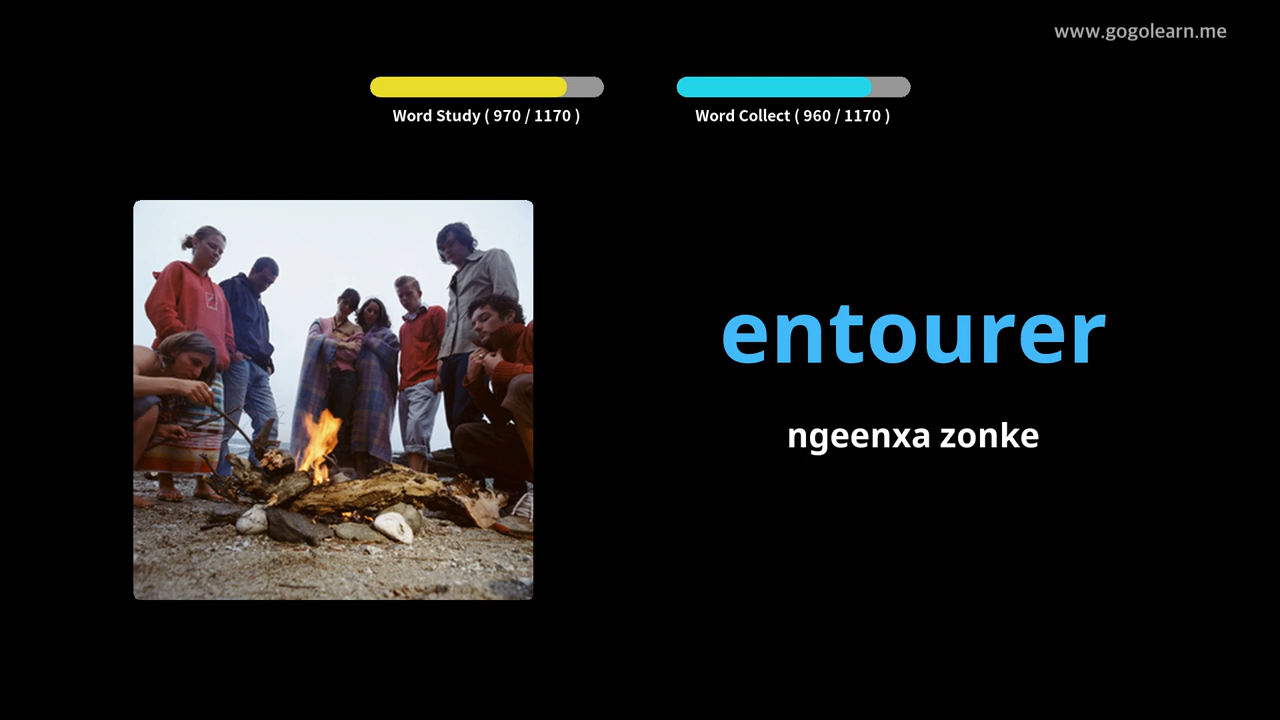 www.gogolearn.me
Word Study ( 970 / 1170 )
Word Collect ( 960 / 1170 )
entourer
ngeenxa zonke